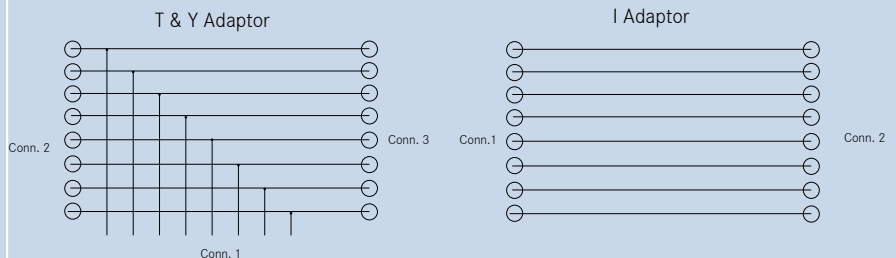 T & Y Adaptor
I Adaptor
Conn. 2
Conn. 3
Conn. 1
Conn.1
Conn. 2